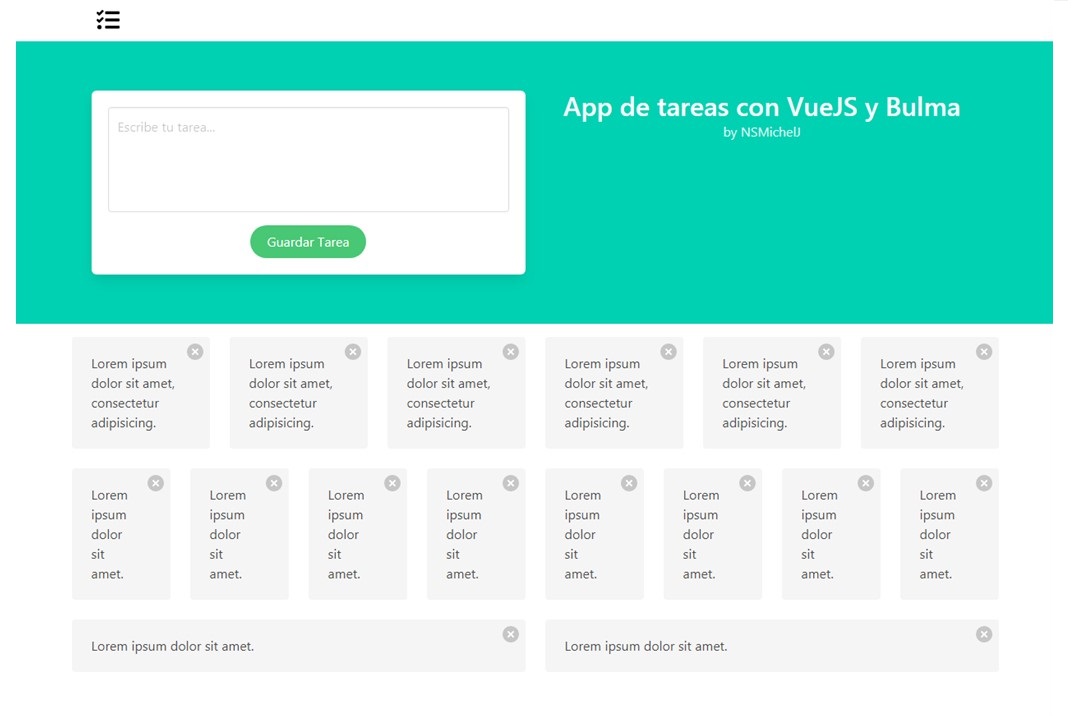 Escribe tu tarea...
Guardar Tarea
App de tareas con VueJS y Bulma
by NSMichelJ
Lorem ipsum
dolor sit amet,
consectetur
adipisicing.
Lorem ipsum
dolor sit amet,
consectetur
adipisicing.
Lorem ipsum
dolor sit amet,
consectetur
adipisicing.
Lorem ipsum
dolor sit amet,
consectetur
adipisicing.
Lorem ipsum
dolor sit amet,
consectetur
adipisicing.
Lorem ipsum
dolor sit amet,
consectetur
adipisicing.
Lorem
ipsum
dolor
sit
amet.
Lorem
ipsum
dolor
sit
amet.
Lorem
ipsum
dolor
sit
amet.
Lorem
ipsum
dolor
sit
amet.
Lorem
ipsum
dolor
sit
amet.
Lorem
ipsum
dolor
sit
amet.
Lorem
ipsum
dolor
sit
amet.
Lorem
ipsum
dolor
sit
amet.
Lorem ipsum dolor sit amet.
Lorem ipsum dolor sit amet.